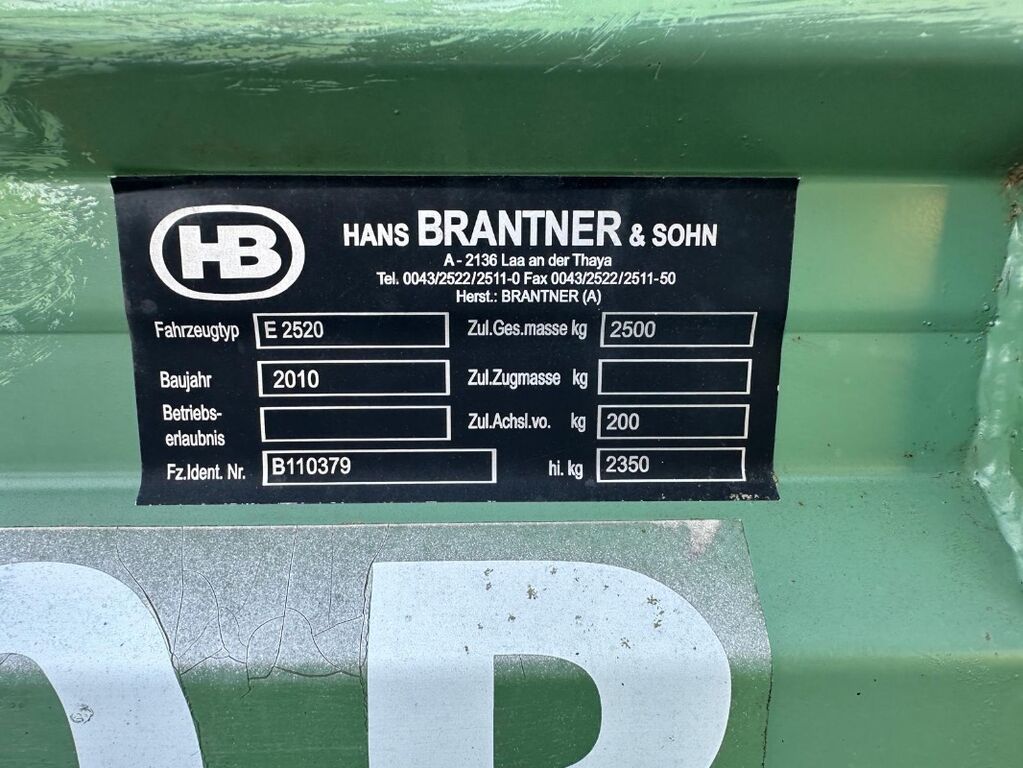 HB
HANS BRANTNER & SOHN
A - 2136 Laa an der Thaya
Tel. 0043/2522/2511-0 Fax 0043/2522/2511-50
Herst.: BRANTNER (A)
Fahrzeugtyp E 2520 Zul.Ges.masse kg 2500
Baujahr 2010 Zul.Zugmasse kg
Betriebs-
erlaubnis Zul.Achsl.vo. kg 200
Fz.Ident. Nr. B110379 hi. kg 2350